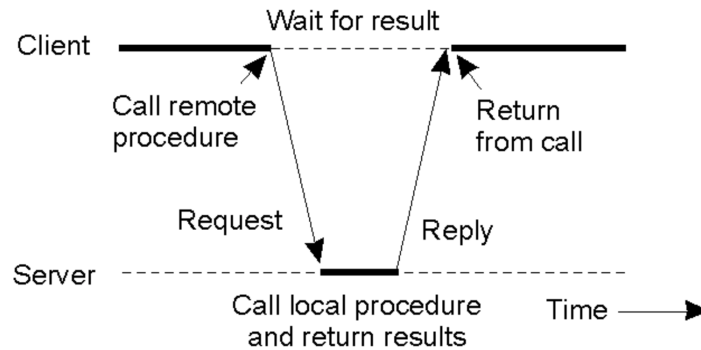 Wait for result
Client
Call remote
procedure
Return
from call
Request
Reply
Server
Call local procedure
and return results
Time